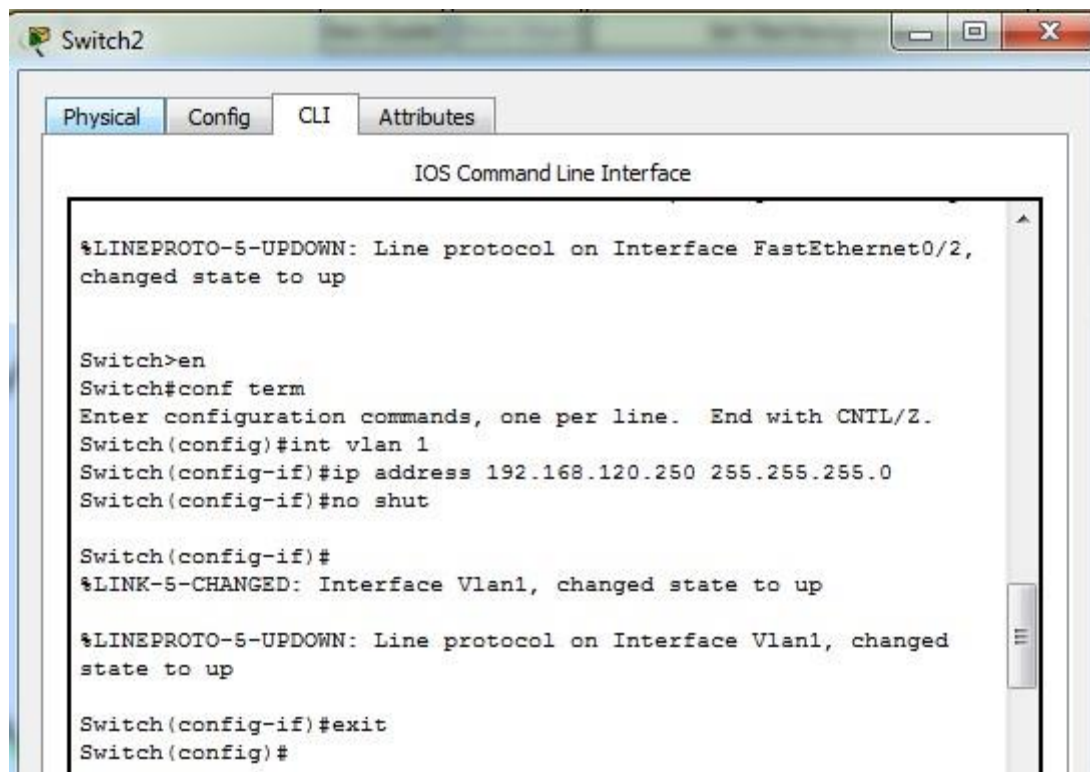 Switch2
Physical Config CLI Attributes
IOS Command Line Interface
%LINEPROTO-5-UPDOWN: Line protocol on Interface FastEthernet0/2,
changed state to up
Switch>en
Switch#conf term
Enter configuration commands, one per line.  End with CNTL/Z.
Switch(config)#int vlan 1
Switch(config-if)#ip address 192.168.120.250 255.255.255.0
Switch(config-if)#no shut
Switch(config-if)#
%LINK-5-CHANGED: Interface Vlan1, changed state to up
%LINEPROTO-5-UPDOWN: Line protocol on Interface Vlan1, changed
state to up
Switch(config-if)#exit
Switch(config)#